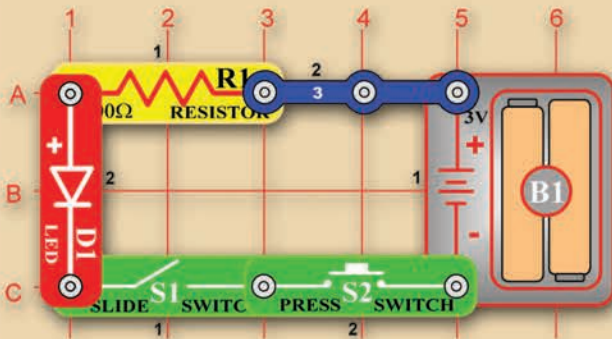 1 2 3 4 5 6
1
R1
2
A
3
00Ω RESISTOR
3V
+
+
B
2
1
B1
D1
LED
-
C
S1
S2
SLIDE SWITC
PRESS SWITCH
1
2